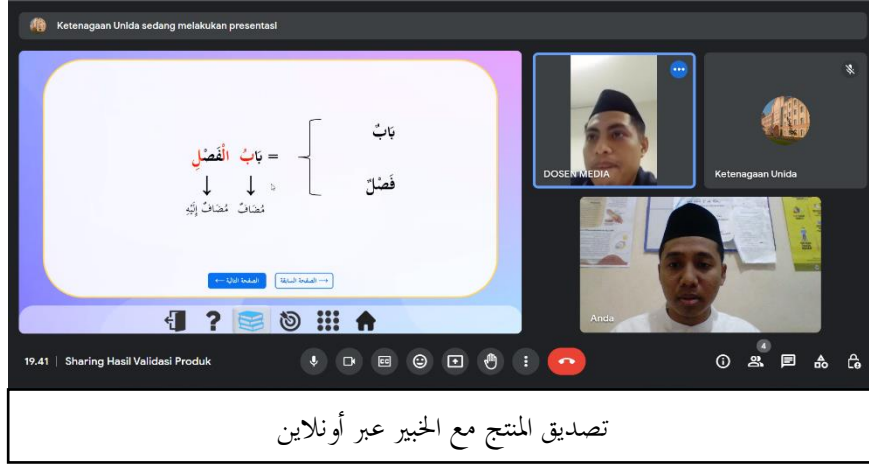 Ketenagaan Unida sedang melakukan presentasi
بَابٌ
= بَابُ الْفَصْلِ
فَصْلٌ
مُضَافٌ مُضَافٌ إِلَيْهِ
← الصفحة التالية
الصفحة السابقة →
DOSEN MEDIA
Ketenagaan Unida
Anda
19.41 | Sharing Hasil Validasi Produk
4
تصديق المنتج مع الخبير عبر أونلاين